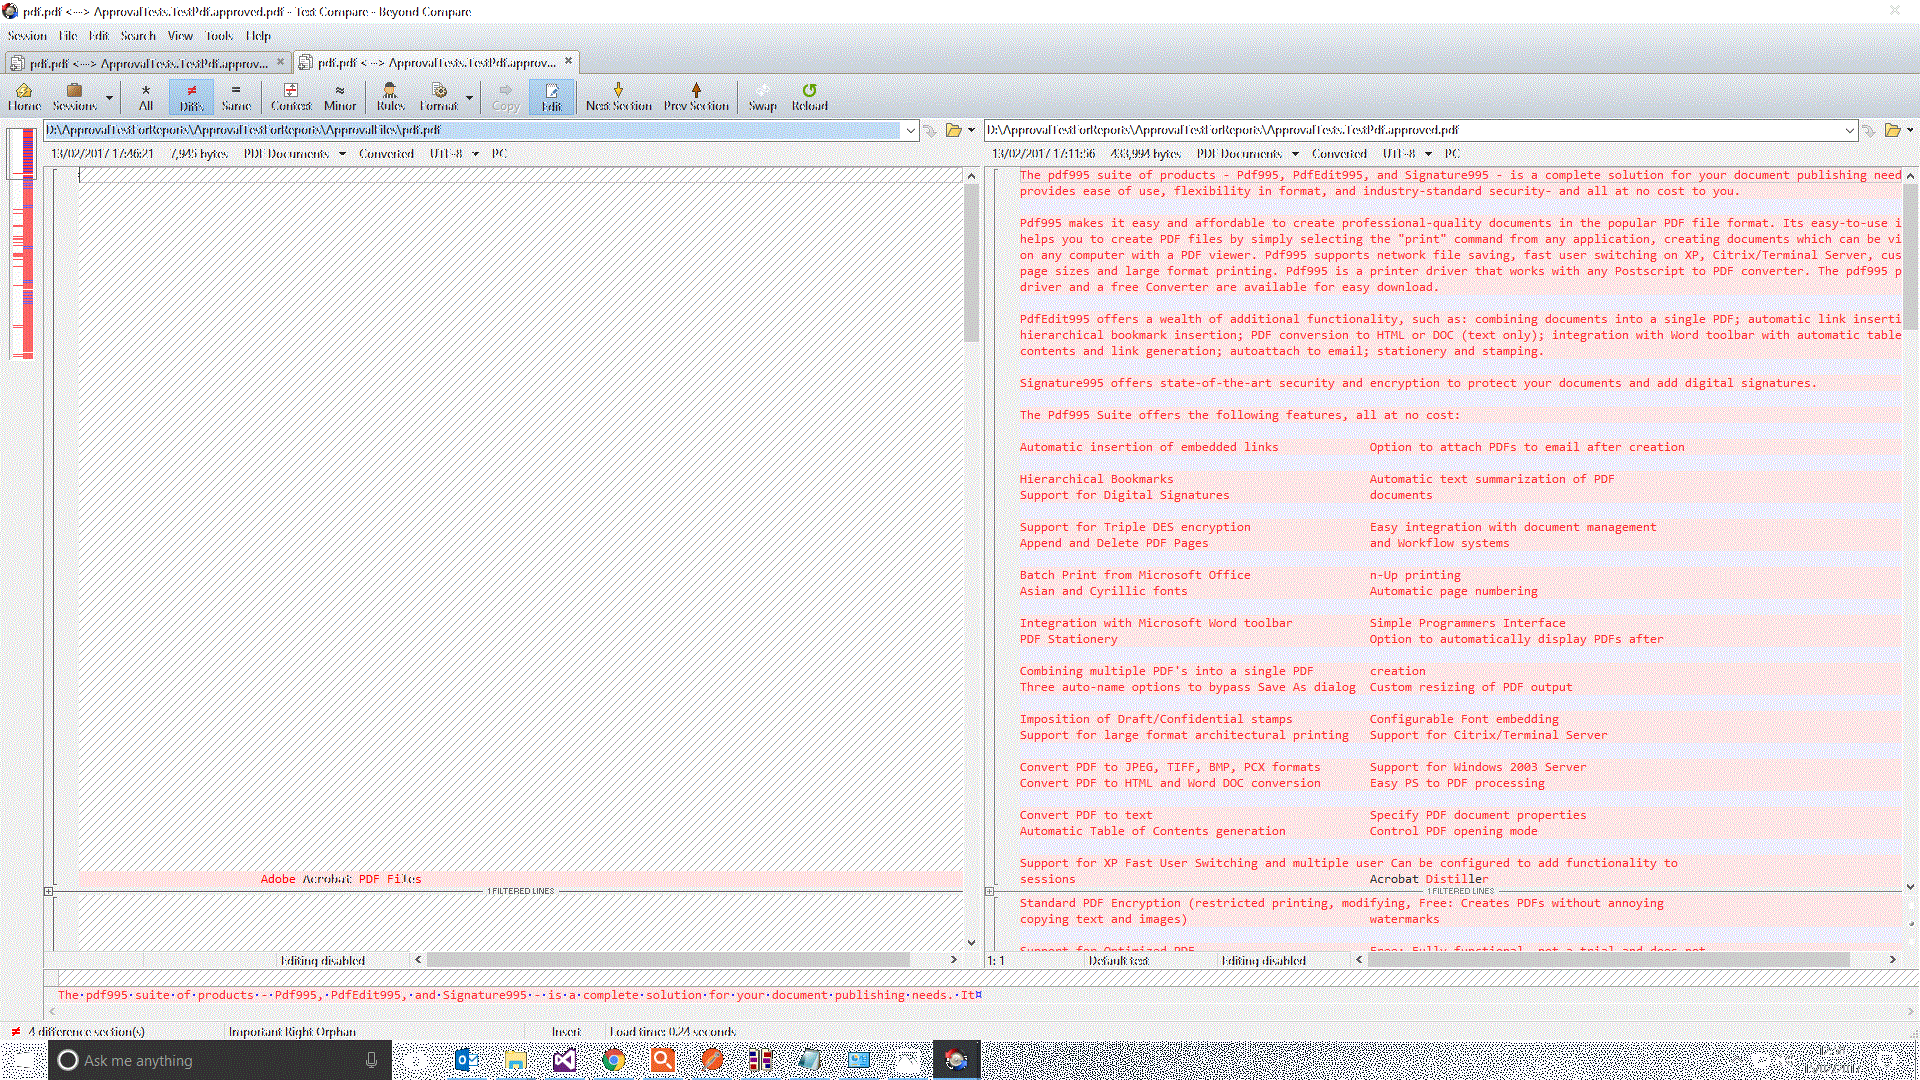 pdf.pdf <---> ApprovalTests.TestPdf.approved.pdf - Text Compare - Beyond Compare
Session File Edit Search View Tools Help
pdf.pdf <---> ApprovalTests.TestPdf.approv... pdf.pdf <---> ApprovalTests.TestPdf.approv...
Home Sessions All Diffs Same Context Minor Rules Format Copy Edit Next Section Prev Section Swap Reload
D:\ApprovalTestForReports\ApprovalTestForReports\ApprovalFiles\pdf.pdf
13/02/2017 17:46:21 7,945 bytes PDF Documents Converted UTF-8 PC
Adobe Acrobat PDF Files
1 FILTERED LINES
Editing disabled
D:\ApprovalTestForReports\ApprovalTestForReports\ApprovalTests.TestPdf.approved.pdf
13/02/2017 17:11:56 433,994 bytes PDF Documents Converted UTF-8 PC
The pdf995 suite of products - Pdf995, PdfEdit995, and Signature995 - is a complete solution for your document publishing need
provides ease of use, flexibility in format, and industry-standard security- and all at no cost to you.
Pdf995 makes it easy and affordable to create professional-quality documents in the popular PDF file format. Its easy-to-use i
helps you to create PDF files by simply selecting the "print" command from any application, creating documents which can be vi
on any computer with a PDF viewer. Pdf995 supports network file saving, fast user switching on XP, Citrix/Terminal Server, cus
page sizes and large format printing. Pdf995 is a printer driver that works with any Postscript to PDF converter. The pdf995 p
driver and a free Converter are available for easy download.
PdfEdit995 offers a wealth of additional functionality, such as: combining documents into a single PDF; automatic link inserti
hierarchical bookmark insertion; PDF conversion to HTML or DOC (text only); integration with Word toolbar with automatic table
contents and link generation; autoattach to email; stationery and stamping.
Signature995 offers state-of-the-art security and encryption to protect your documents and add digital signatures.
The Pdf995 Suite offers the following features, all at no cost:
Automatic insertion of embedded links Option to attach PDFs to email after creation
Hierarchical Bookmarks Automatic text summarization of PDF
Support for Digital Signatures documents
Support for Triple DES encryption Easy integration with document management
Append and Delete PDF Pages and Workflow systems
Batch Print from Microsoft Office n-Up printing
Asian and Cyrillic fonts Automatic page numbering
Integration with Microsoft Word toolbar Simple Programmers Interface
PDF Stationery Option to automatically display PDFs after
Combining multiple PDF's into a single PDF creation
Three auto-name options to bypass Save As dialog Custom resizing of PDF output
Imposition of Draft/Confidential stamps Configurable Font embedding
Support for large format architectural printing Support for Citrix/Terminal Server
Convert PDF to JPEG, TIFF, BMP, PCX formats Support for Windows 2003 Server
Convert PDF to HTML and Word DOC conversion Easy PS to PDF processing
Convert PDF to text Specify PDF document properties
Automatic Table of Contents generation Control PDF opening mode
Support for XP Fast User Switching and multiple user Can be configured to add functionality to
sessions Acrobat Distiller
1 FILTERED LINES
Standard PDF Encryption (restricted printing, modifying, Free: Creates PDFs without annoying
copying text and images) watermarks
Support for Optimized PDF Free: Fully functional, not a trial and does not
1: 1 Default text Editing disabled
The pdf995 suite of products - Pdf995, PdfEdit995, and Signature995 - is a complete solution for your document publishing needs. It
4 difference section(s) Important Right Orphan Insert Load time: 0.24 seconds
Ask me anything